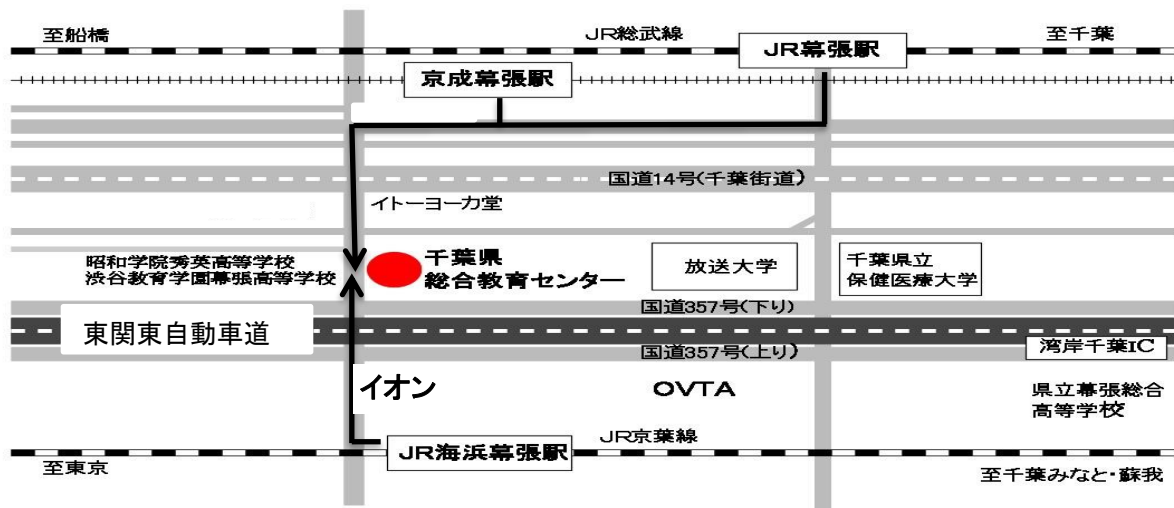 至船橋
JR総武線
JR幕張駅
至千葉
京成幕張駅
国道14号(千葉街道)
イトーヨーカ堂
昭和学院秀英高等学校
渋谷教育学園幕張高等学校
千葉県
総合教育センター
放送大学
千葉県立
保健医療大学
国道357号(下り)
東関東自動車道
国道357号(上り)
湾岸千葉IC
イオン
OVTA
県立幕張総合
高等学校
JR海浜幕張駅
JR京葉線
至東京
至千葉みなと・蘇我